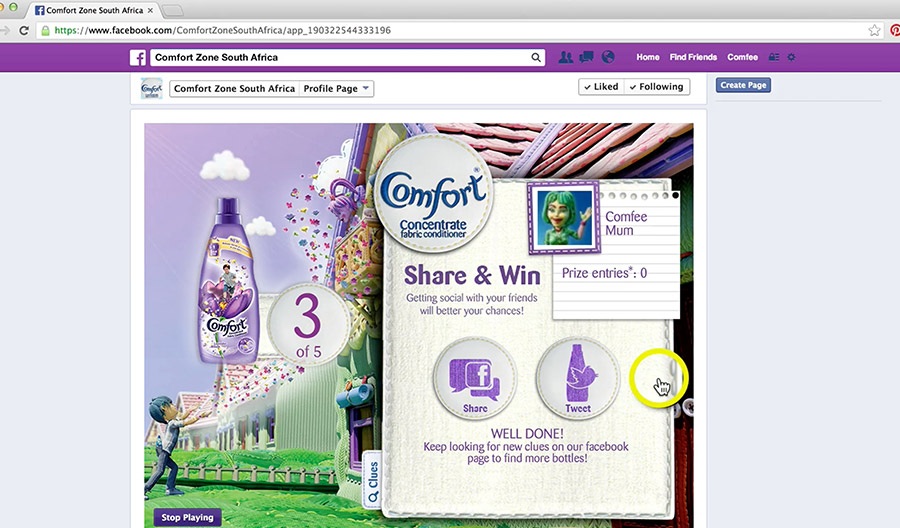 Comfort Zone South Africa
https://www.facebook.com/ComfortZoneSouthAfrica/app_190322544333196
Comfort Zone South Africa
Home Find Friends Comfee
Comfort Zone South Africa Profile Page
Liked Following
Create Page
Comfort
Concentrate
fabric conditioner
Comfee
Mum
Prize entries*: 0
Share & Win
Getting social with your friends
will better your chances!
NEW
Comfort
3
of 5
Share
Tweet
WELL DONE!
Keep looking for new clues on our facebook
page to find more bottles!
Clues
Stop Playing